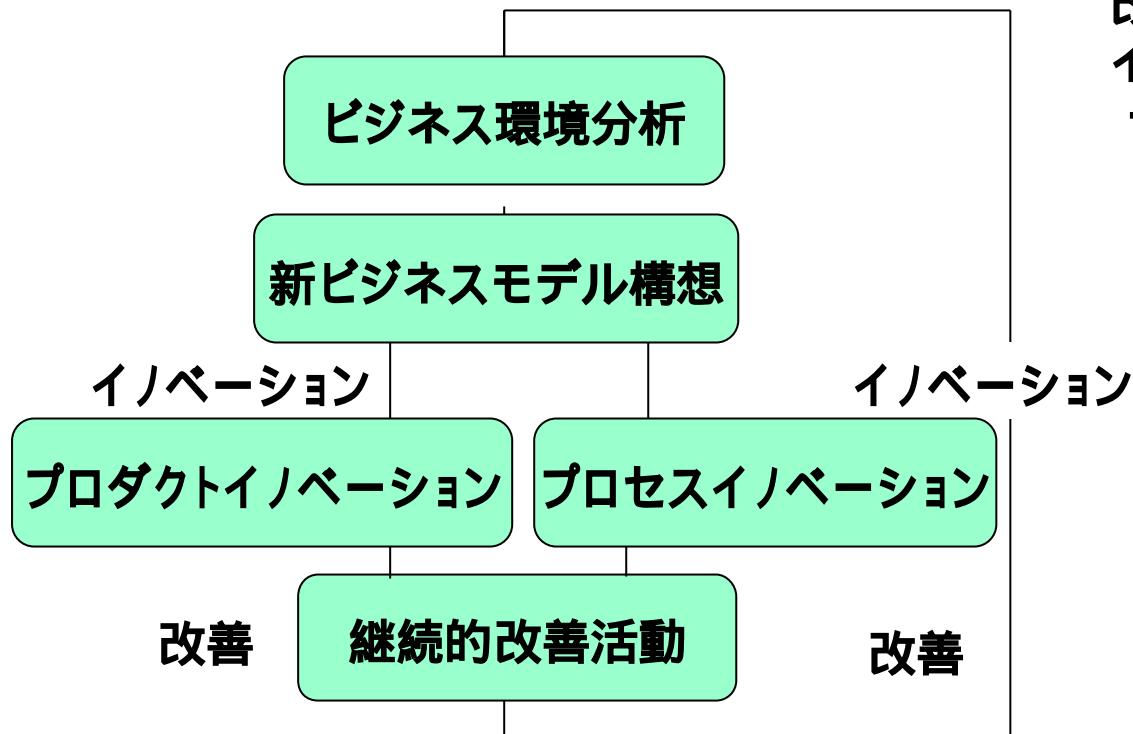 ビジネス環境分析
新ビジネスモデル構想
イノベーション
イノベーション
プロダクトイノベーション
プロセスイノベーション
改善
継続的改善活動
改善